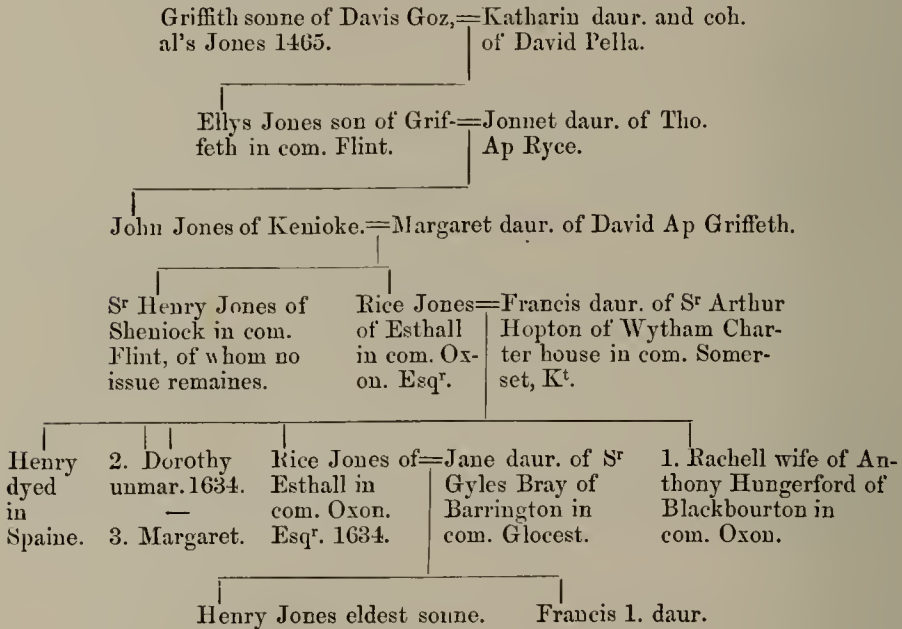 Griffith sonne of Davis Goz,=Katharin daur. and coh.
al's Jones 1465. of David Pella.
Ellys Jones son of Grif-=Jonnet daur. of Tho.
feth in com. Flint. Ap Ryce.
John Jones of Kenioke.=Margaret daur. of David Ap Griffeth.
Sʳ Henry Jones of
Sheniock in com.
Flint, of whom no
issue remaines.
Rice Jones=Francis daur. of Sʳ Arthur
of Esthall Hopton of Wytham Char-
in com. Ox- ter house in com. Somer-
on. Esqʳ. set, Kᵗ.
Henry
dyed
in
Spaine.
2. Dorothy
unmar. 1634.
—
3. Margaret.
Rice Jones of=Jane daur. of Sʳ
Esthall in Gyles Bray of
com. Oxon. Barrington in
Esqʳ. 1634. com. Glocest.
1. Rachell wife of An-
thony Hungerford of
Blackbourton in
com. Oxon.
Henry Jones eldest sonne. Francis 1. daur.